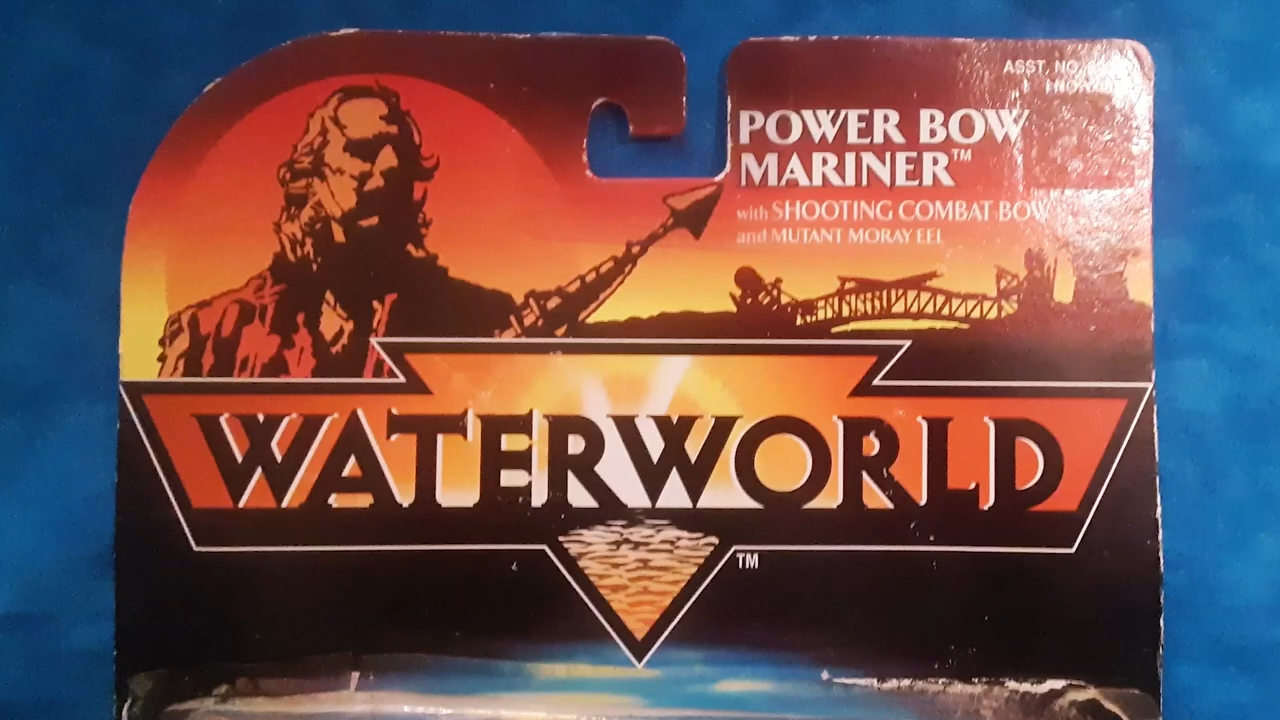 ASST. NO.
POWER BOW
MARINER™
with SHOOTING COMBAT BOW
and MUTANT MORAY EEL
WATERWORLD
TM